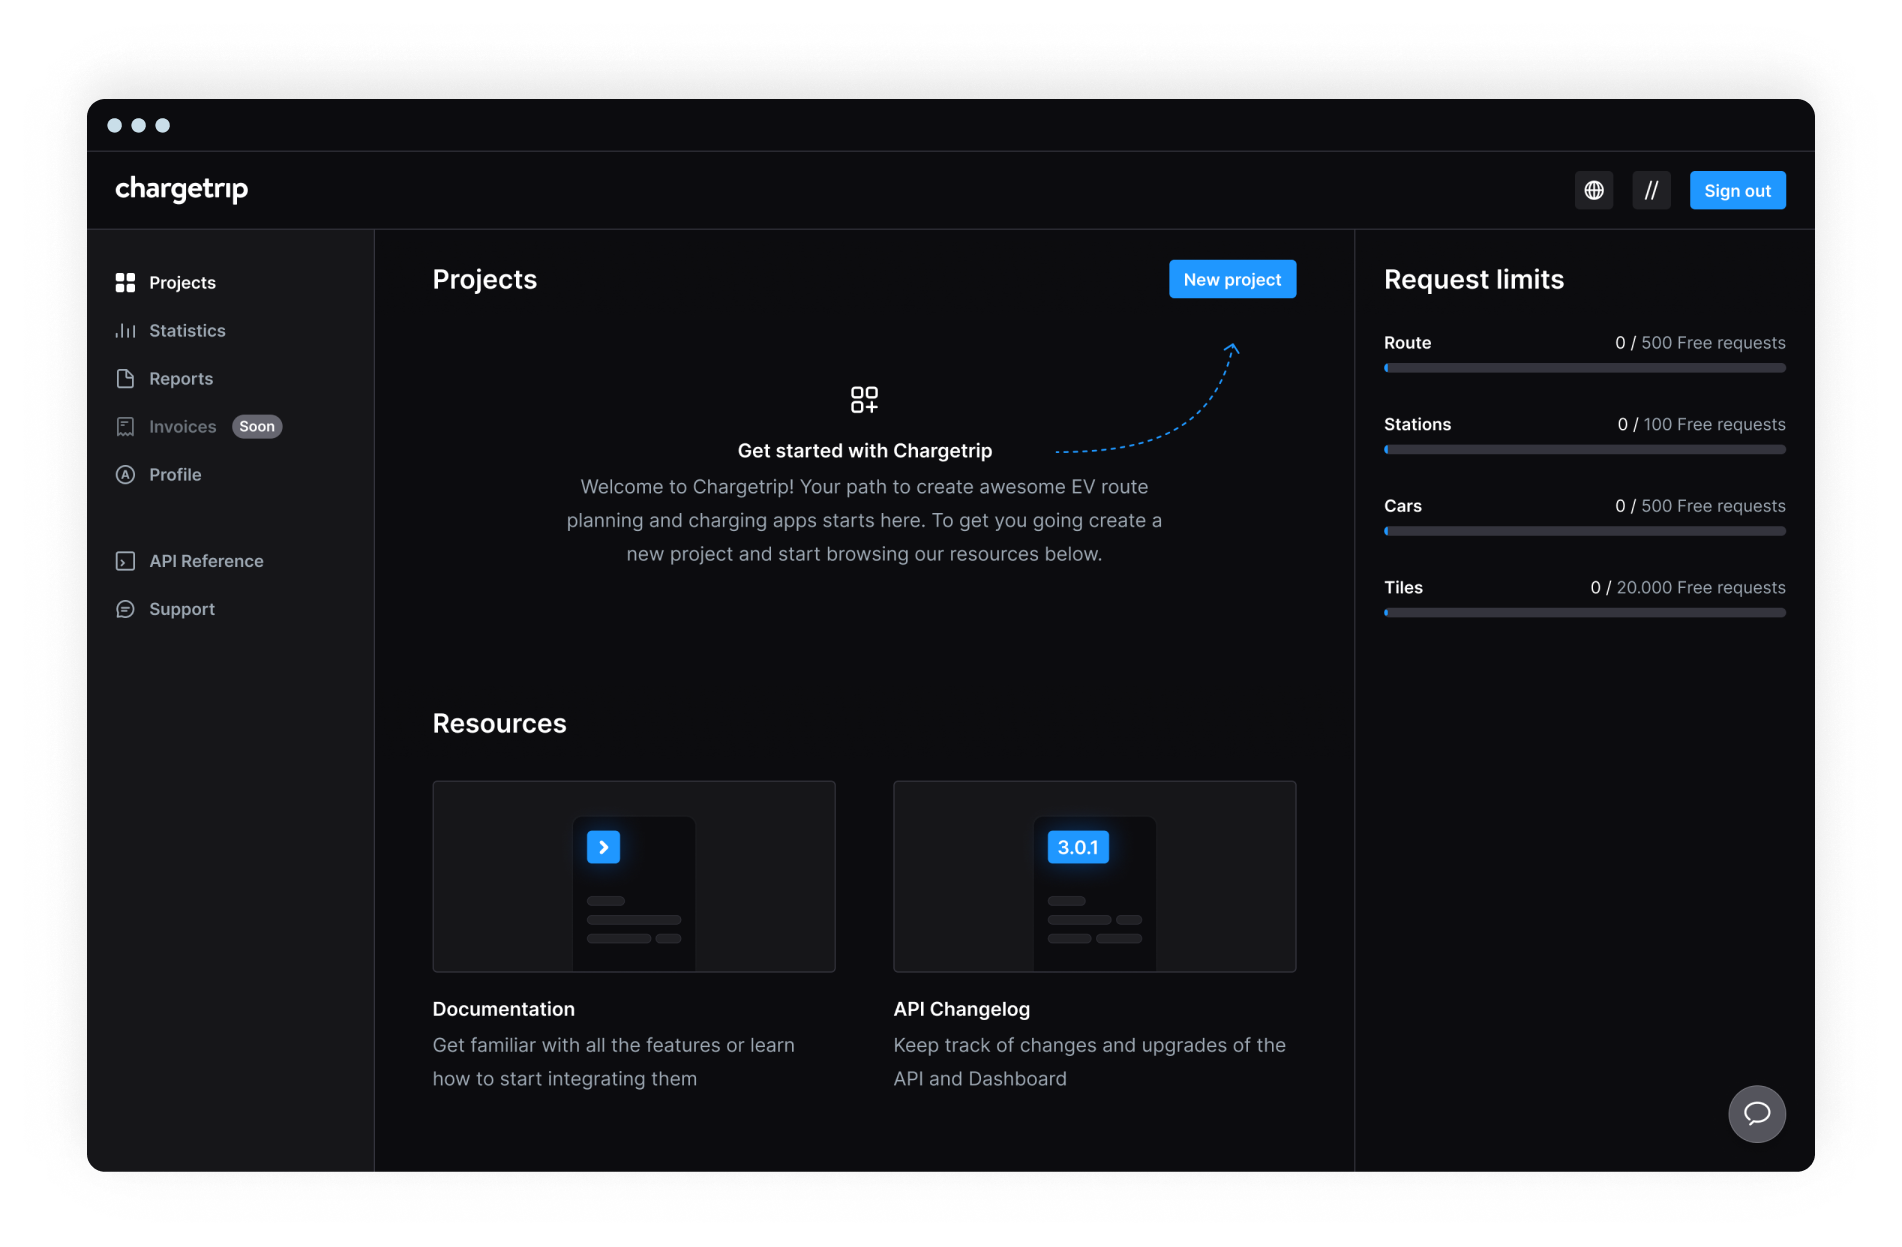 chargetrip
//
Sign out
Projects
Statistics
Reports
Invoices Soon
Profile
API Reference
Support
Projects
New project
Get started with Chargetrip
Welcome to Chargetrip! Your path to create awesome EV route
planning and charging apps starts here. To get you going create a
new project and start browsing our resources below.
Resources
3.0.1
Documentation
Get familiar with all the features or learn
how to start integrating them
API Changelog
Keep track of changes and upgrades of the
API and Dashboard
Request limits
Route 0 / 500 Free requests
Stations 0 / 100 Free requests
Cars 0 / 500 Free requests
Tiles 0 / 20.000 Free requests